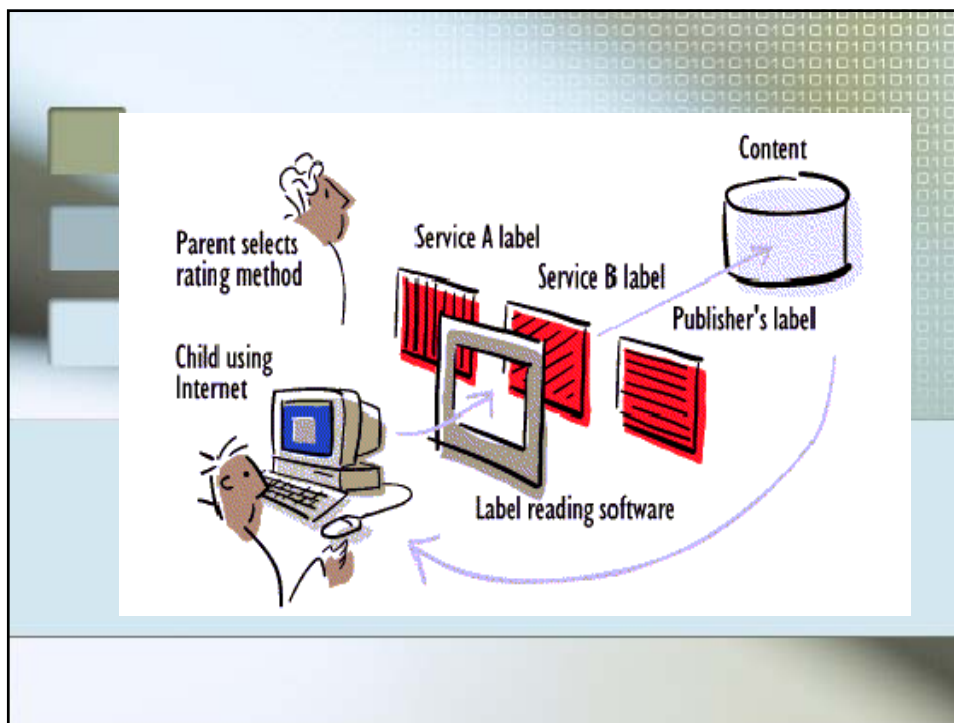 Content
Parent selects
rating method
Service A label
Service B label
Publisher's label
Child using
Internet
Label reading software